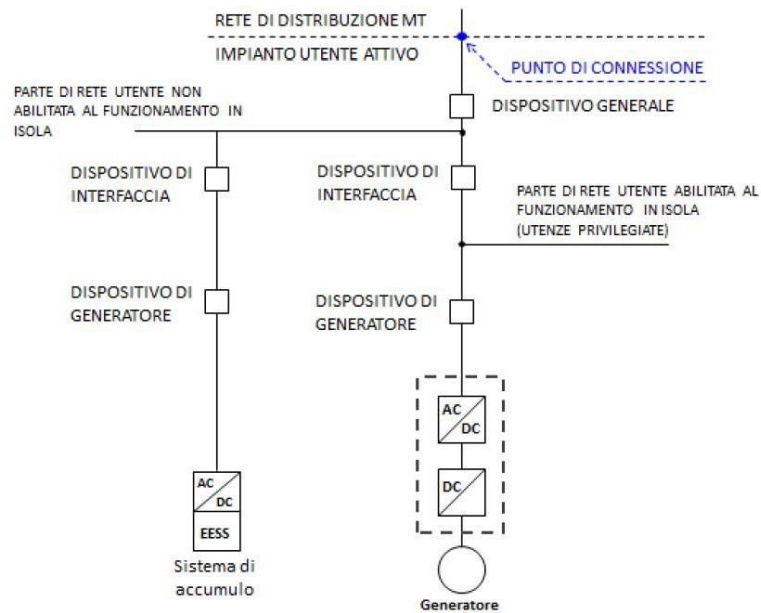 RETE DI DISTRIBUZIONE MT
IMPIANTO UTENTE ATTIVO
PUNTO DI CONNESSIONE
PARTE DI RETE UTENTE NON
ABILITATA AL FUNZIONAMENTO IN
ISOLA
DISPOSITIVO GENERALE
DISPOSITIVO DI
INTERFACCIA
DISPOSITIVO DI
INTERFACCIA
PARTE DI RETE UTENTE ABILITATA AL
FUNZIONAMENTO IN ISOLA
(UTENZE PRIVILEGIATE)
DISPOSITIVO DI
GENERATORE
DISPOSITIVO DI
GENERATORE
AC
DC
DC
AC
DC
EESS
Sistema di
accumulo
Generatore